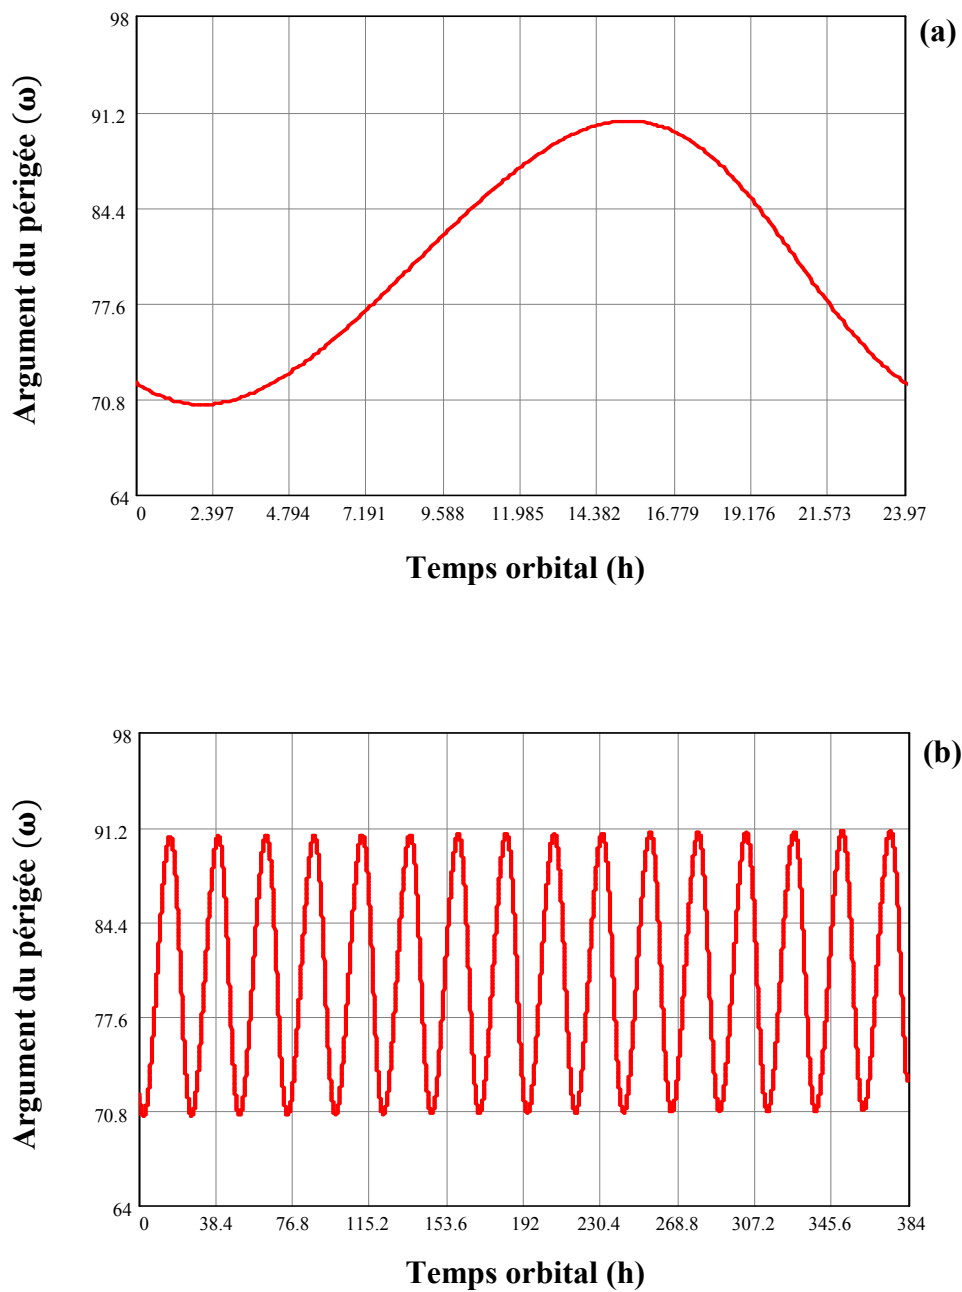 98
(a)
91.2
84.4
77.6
70.8
64
Argument du périgée (ω)
0 2.397 4.794 7.191 9.588 11.985 14.382 16.779 19.176 21.573 23.97
Temps orbital (h)
98
(b)
91.2
84.4
77.6
70.8
64
Argument du périgée (ω)
0 38.4 76.8 115.2 153.6 192 230.4 268.8 307.2 345.6 384
Temps orbital (h)